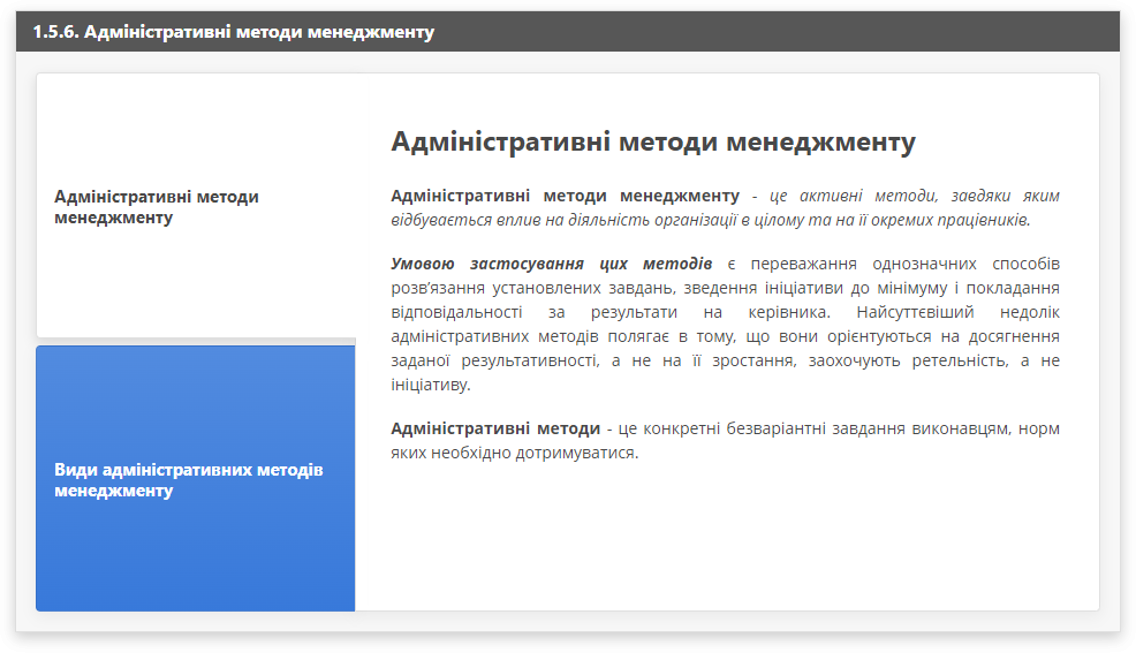 1.5.6. Адміністративні методи менеджменту
Адміністративні методи
менеджменту
Види адміністративних методів
менеджменту
Адміністративні методи менеджменту
Адміністративні методи менеджменту - це активні методи, завдяки яким
відбувається вплив на діяльність організації в цілому та на її окремих працівників.
Умовою застосування цих методів є переважання однозначних способів
розв’язання установлених завдань, зведення ініціативи до мінімуму і покладання
відповідальності за результати на керівника. Найсуттєвіший недолік
адміністративних методів полягає в тому, що вони орієнтуються на досягнення
заданої результативності, а не на її зростання, заохочують ретельність, а не
ініціативу.
Адміністративні методи - це конкретні безваріантні завдання виконавцям, норм
яких необхідно дотримуватися.